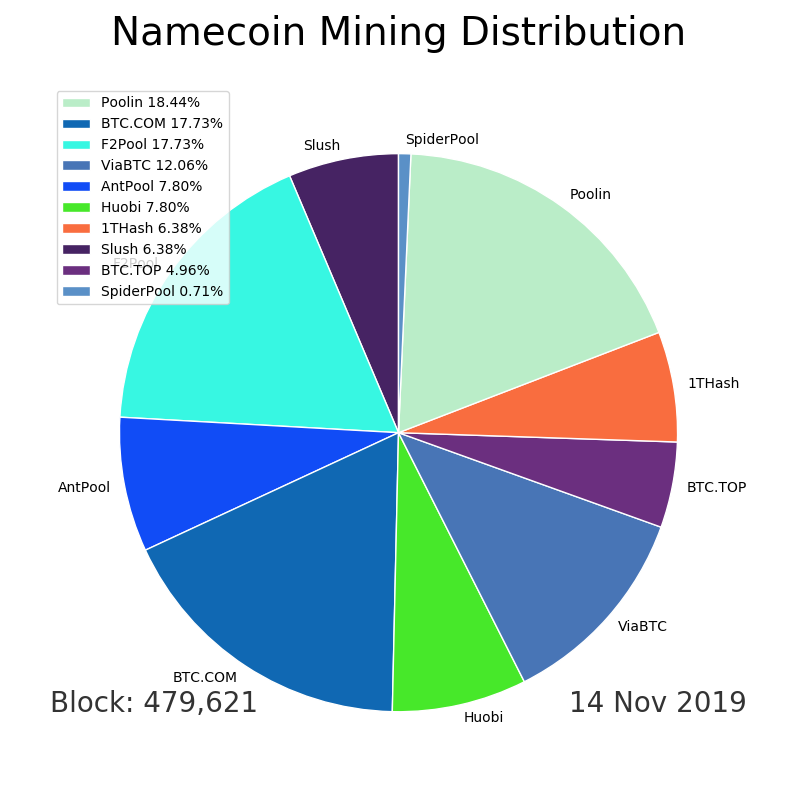 Namecoin Mining Distribution
Poolin 18.44%
BTC.COM 17.73%
F2Pool 17.73%
ViaBTC 12.06%
AntPool 7.80%
Huobi 7.80%
1THash 6.38%
Slush 6.38%
BTC.TOP 4.96%
SpiderPool 0.71%
SpiderPool
Slush
Poolin
F2Pool
1THash
AntPool
BTC.TOP
ViaBTC
BTC.COM
Huobi
Block: 479,621
14 Nov 2019